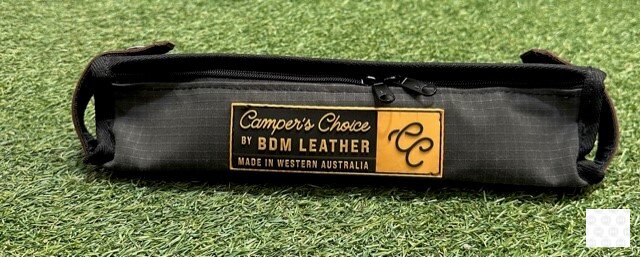 Camper's Choice
BY BDM LEATHER
MADE IN WESTERN AUSTRALIA
CC